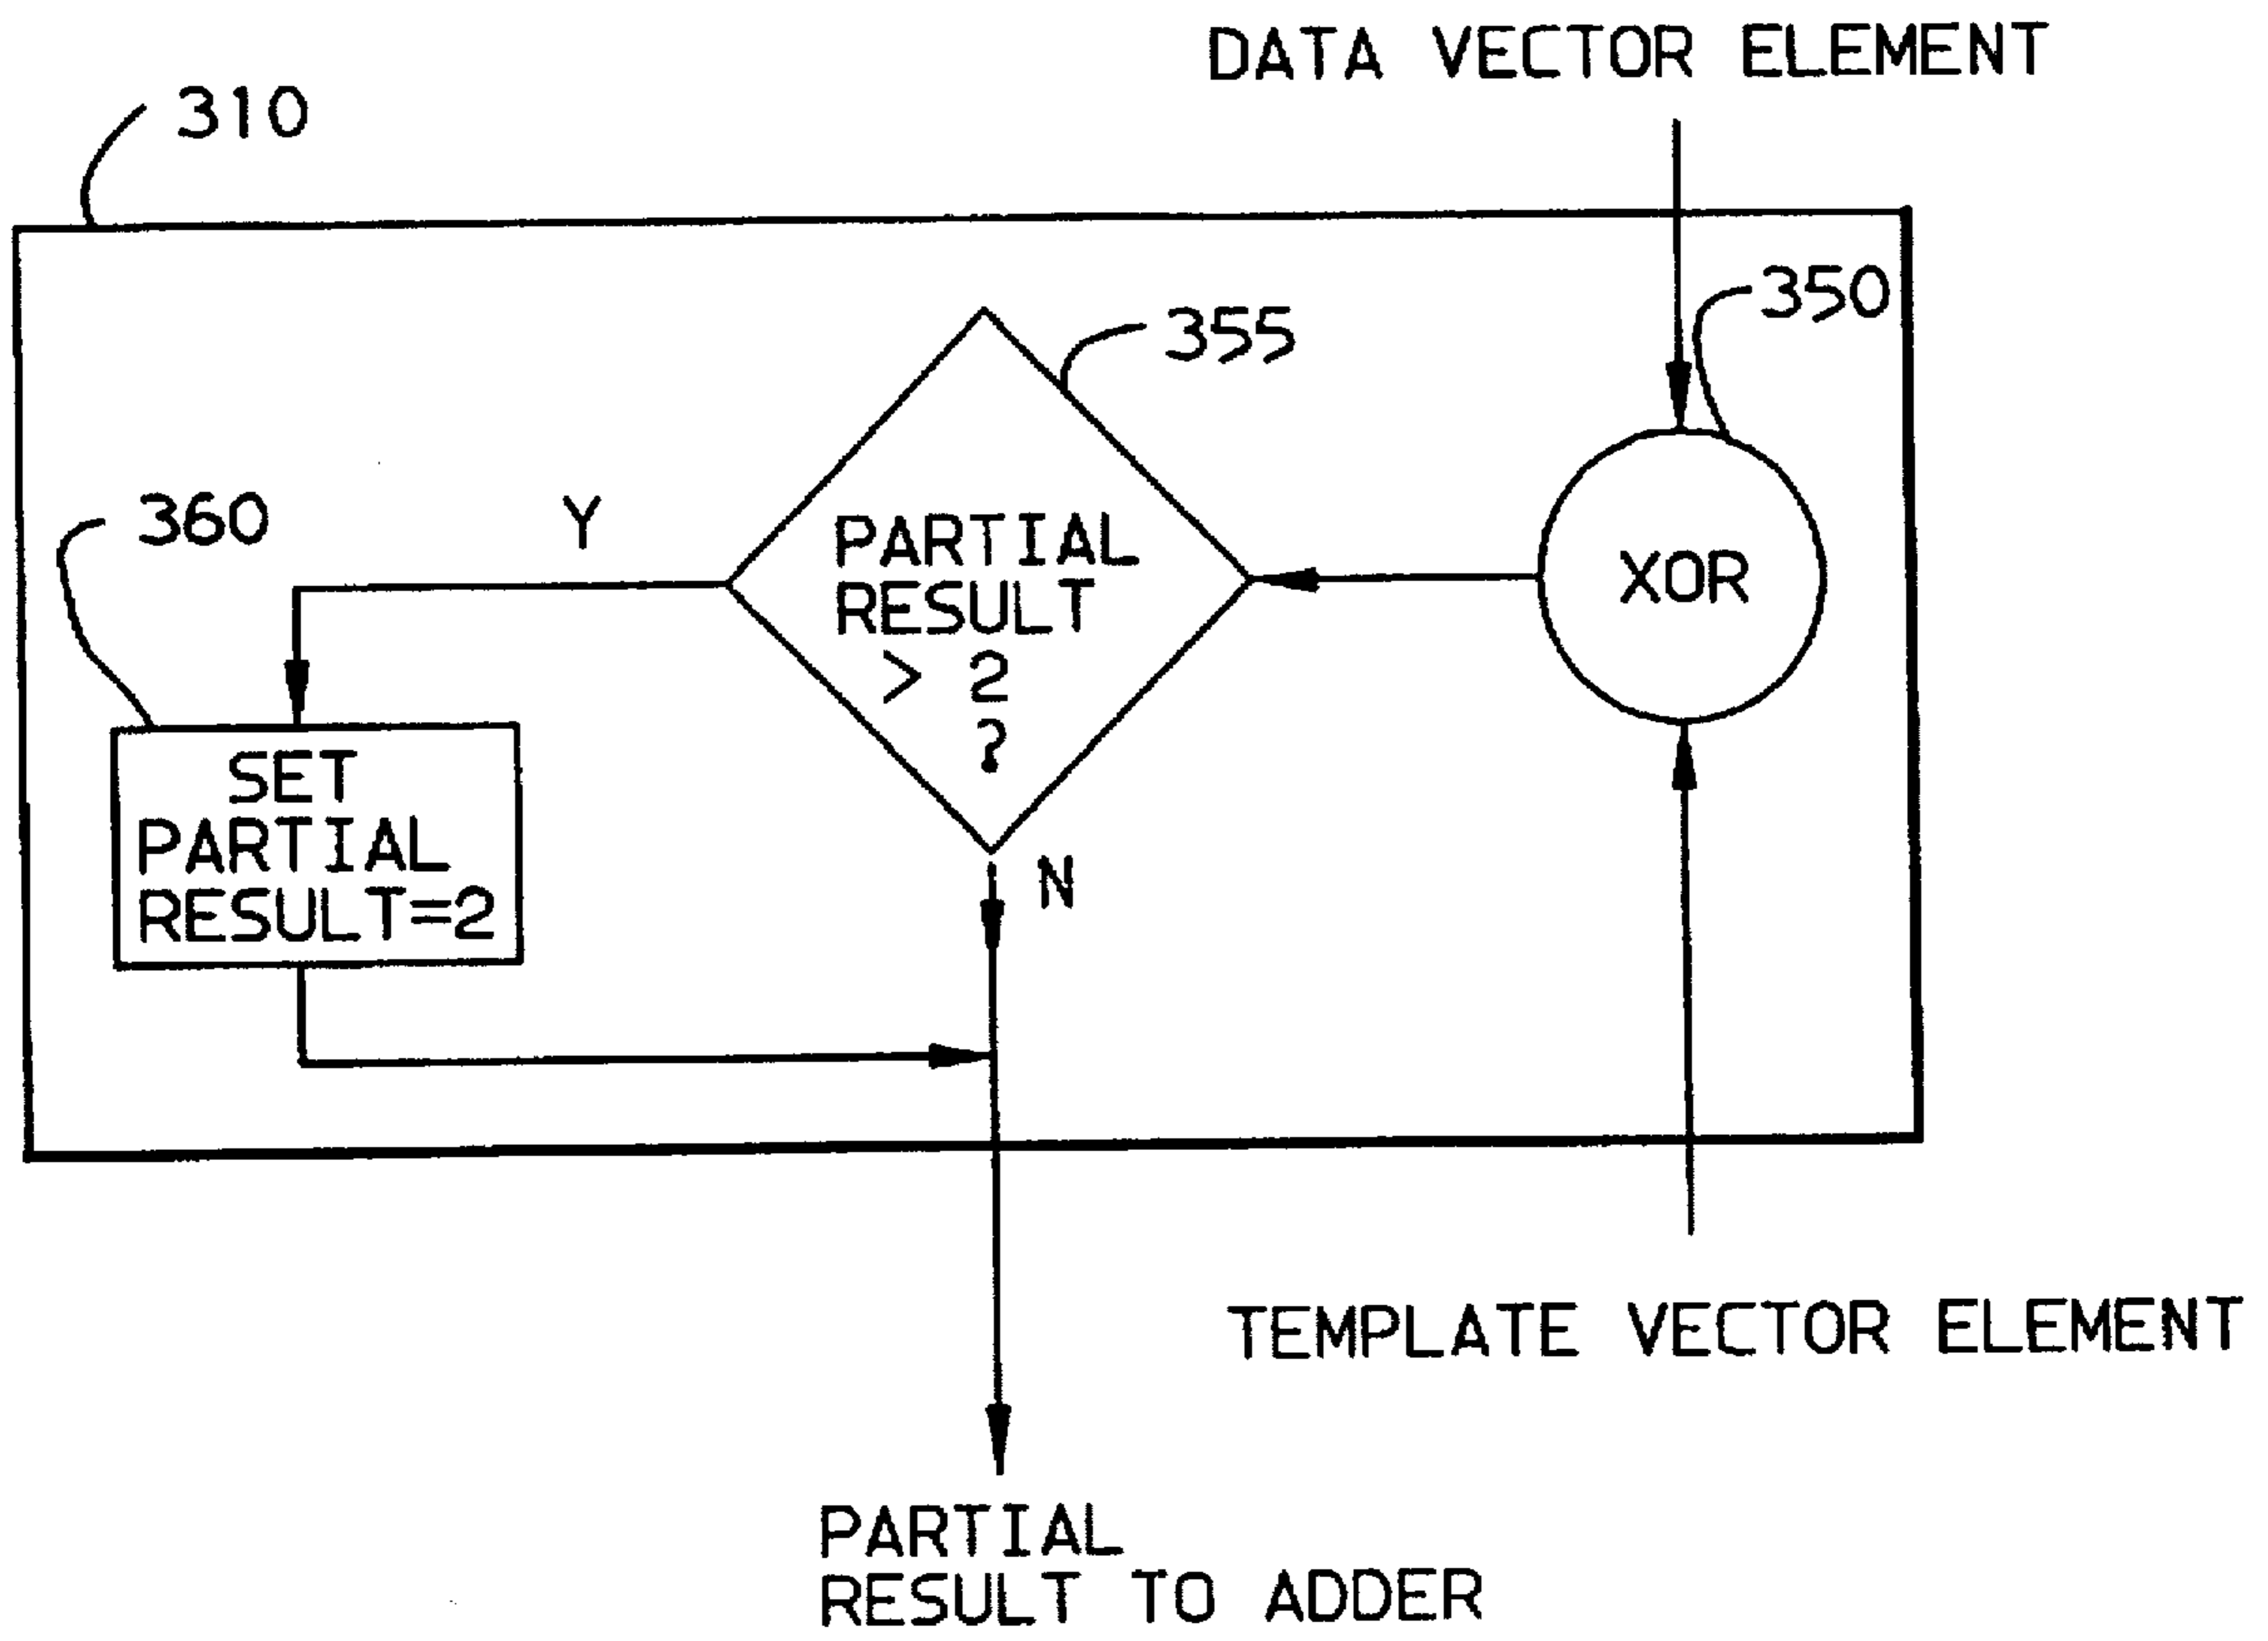 DATA VECTOR ELEMENT
310
350
355
360
Y
PARTIAL
RESULT
> 2
?
XOR
SET
PARTIAL
RESULT=2
N
TEMPLATE VECTOR ELEMENT
PARTIAL
RESULT TO ADDER